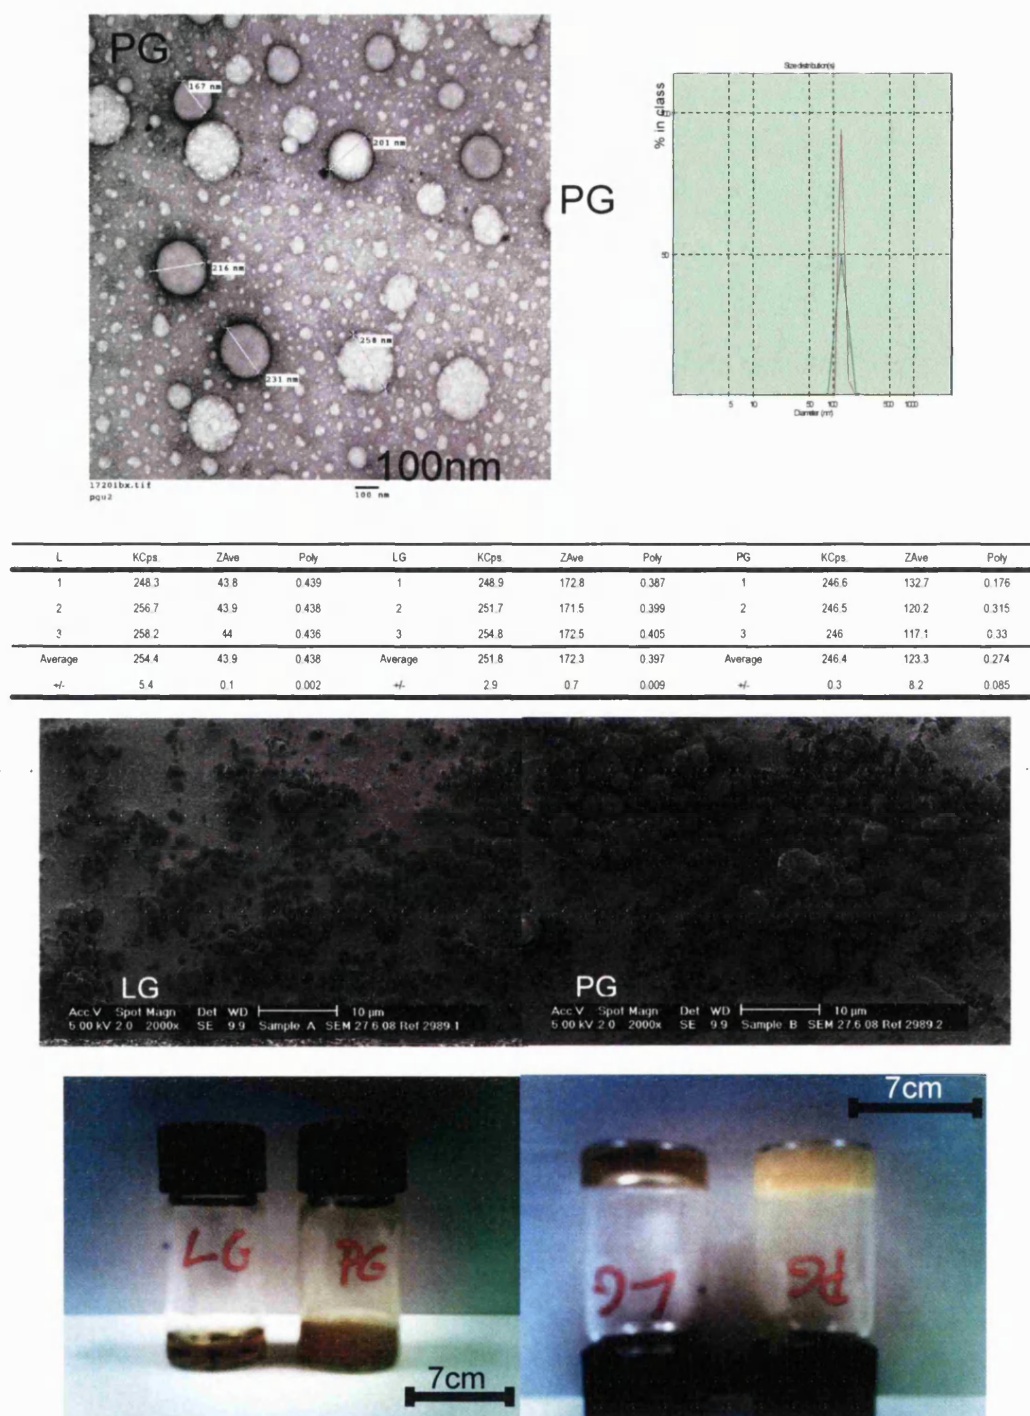 PG
167 nm
201 nm
216 nm
258 nm
231 nm
100nm
17201bx.tif
pgu2
100 nm
PG
Size distribution(s)
% in class
50
5 10 50 100 500 1000
Diameter (nm)
L KCps. ZAve Poly LG KCps. ZAve Poly PG KCps. ZAve Poly
1 248.3 43.8 0.439 1 248.9 172.8 0.387 1 246.6 132.7 0.176
2 256.7 43.9 0.438 2 251.7 171.5 0.399 2 246.5 120.2 0.315
3 258.2 44 0.436 3 254.8 172.5 0.405 3 246 117.1 0.33
Average 254.4 43.9 0.438 Average 251.8 172.3 0.397 Average 246.4 123.3 0.274
+/- 5.4 0.1 0.002 +/- 2.9 0.7 0.009 +/- 0.3 8.2 0.085
LG
Acc.V Spot Magn Det WD 10 µm
5.00 kV 2.0 2000x SE 9.9 Sample A SEM 27.6.08 Ref 2989.1
PG
Acc.V Spot Magn Det WD 10 µm
5.00 kV 2.0 2000x SE 9.9 Sample B SEM 27.6.08 Ref 2989.2
LG PG
7cm
7cm
LG PG